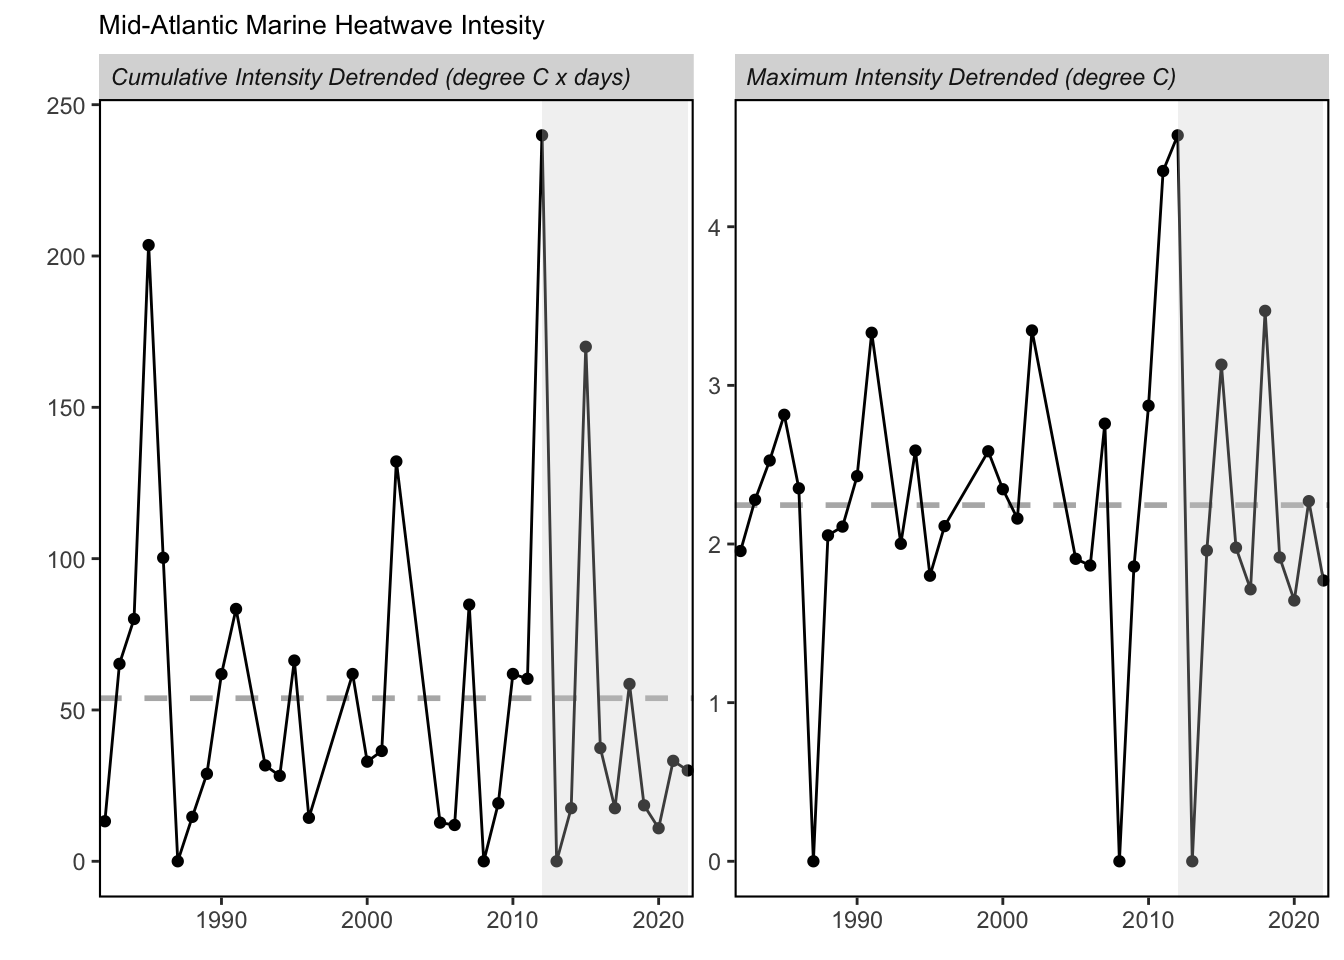 Mid-Atlantic Marine Heatwave Intesity
Cumulative Intensity Detrended (degree C x days)
Maximum Intensity Detrended (degree C)
250
200
150
100
50
0
4
3
2
1
0
1990 2000 2010 2020
1990 2000 2010 2020